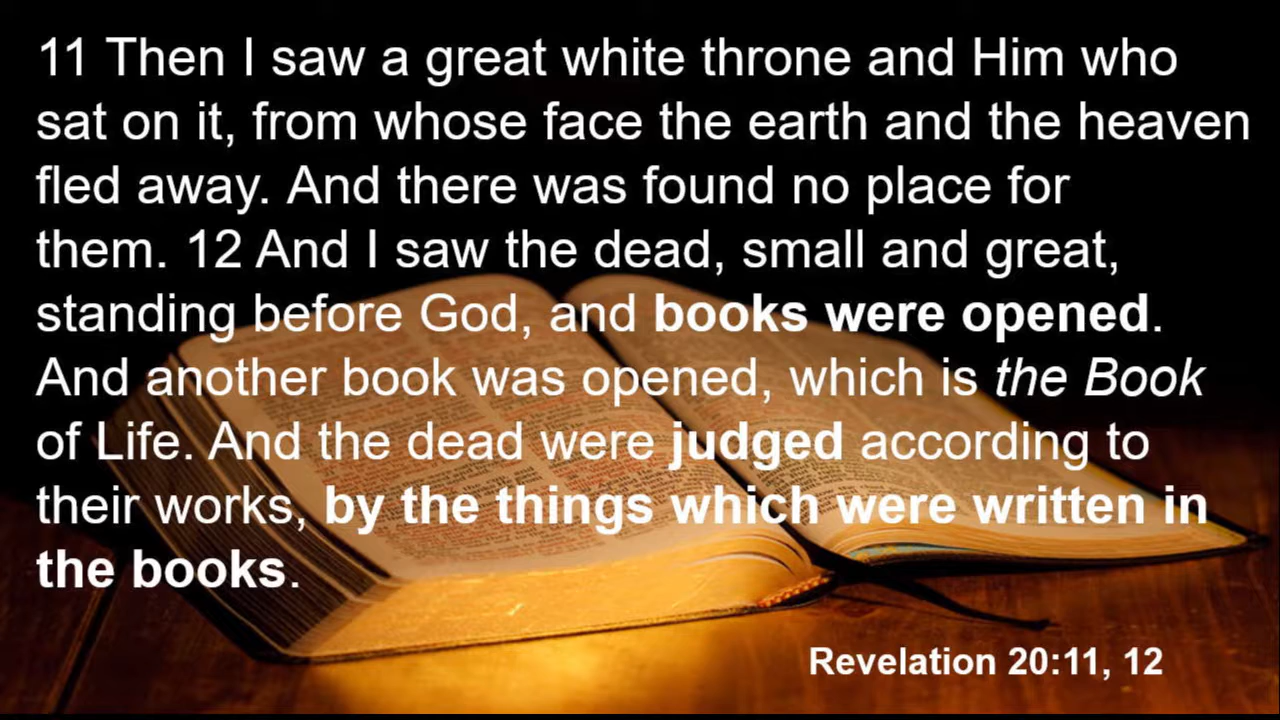 11 Then I saw a great white throne and Him who
sat on it, from whose face the earth and the heaven
fled away. And there was found no place for
them. 12 And I saw the dead, small and great,
standing before God, and books were opened.
And another book was opened, which is the Book
of Life. And the dead were judged according to
their works, by the things which were written in
the books.
Revelation 20:11, 12